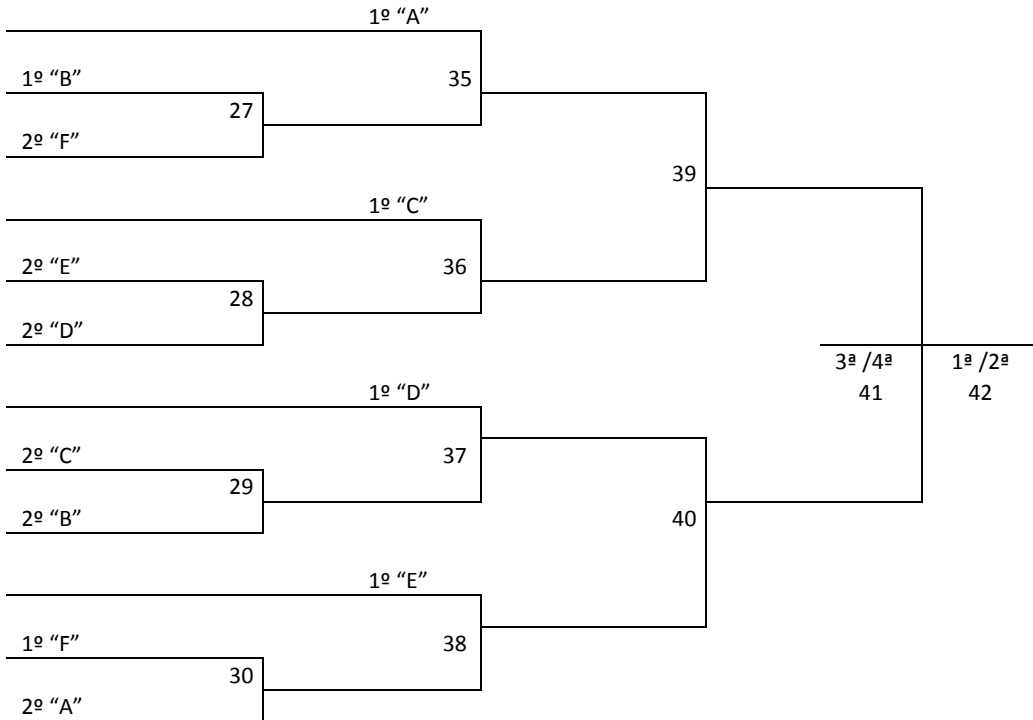 1º “A”
1º “B”
35
27
2º “F”
39
1º “C”
2º “E”
36
28
2º “D”
3ª /4ª
1ª /2ª
41
42
1º “D”
2º “C”
37
29
2º “B”
40
1º “E”
1º “F”
38
30
2º “A”